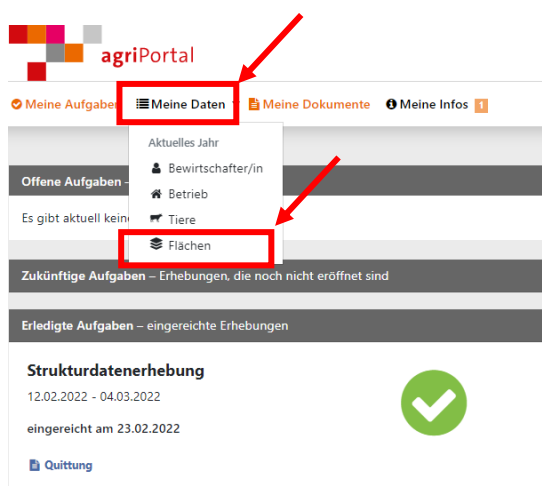 agriPortal
Meine Aufgaben Meine Daten Meine Dokumente Meine Infos 1
Aktuelles Jahr
Bewirtschafter/in
Betrieb
Tiere
Flächen
Offene Aufgaben –
Es gibt aktuell
Zukünftige Aufgaben – Erhebungen, die noch nicht eröffnet sind
Erledigte Aufgaben – eingereichte Erhebungen
Strukturdatenerhebung
12.02.2022 - 04.03.2022
eingereicht am 23.02.2022
Quittung